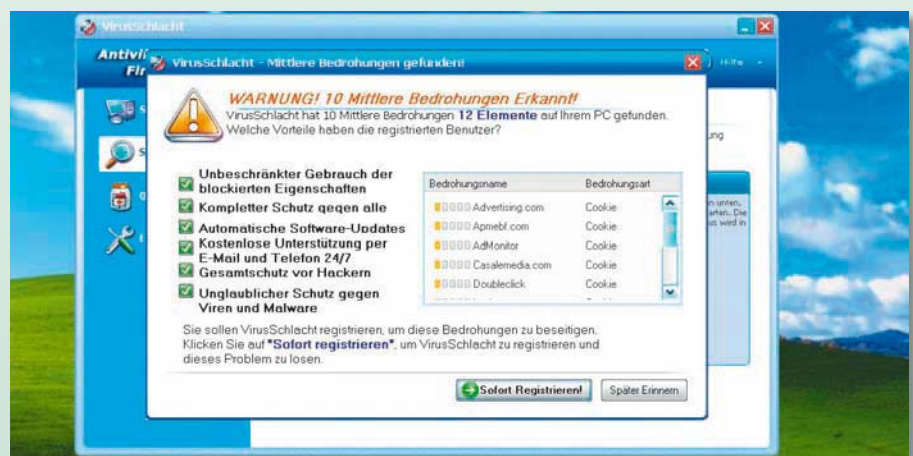 VirusSchlacht
Antivi
Fir
Hilfe
VirusSchlacht - Mittlere Bedrohungen gefunden!
WARNUNG! 10 Mittlere Bedrohungen Erkannt!
VirusSchlacht hat 10 Mittlere Bedrohungen 12 Elemente auf Ihrem PC gefunden.
Welche Vorteile haben die registrierten Benutzer?
Unbeschränkter Gebrauch der
blockierten Eigenschaften
Kompletter Schutz gegen alle
Automatische Software-Updates
Kostenlose Unterstützung per
E-Mail und Telefon 24/7
Gesamtschutz vor Hackern
Unglaublicher Schutz gegen
Viren und Malware
Bedrohungsname Bedrohungsart
Advertising.com Cookie
Apmebf.com Cookie
AdMonitor Cookie
Casalemedia.com Cookie
Doubleclick Cookie
Sie sollen VirusSchlacht registrieren, um diese Bedrohungen zu beseitigen.
Klicken Sie auf "Sofort registrieren", um VirusSchlacht zu registrieren und
dieses Problem zu losen.
Sofort Registrieren! Später Erinnern
ung
n unten,
arten. Die
us wird in